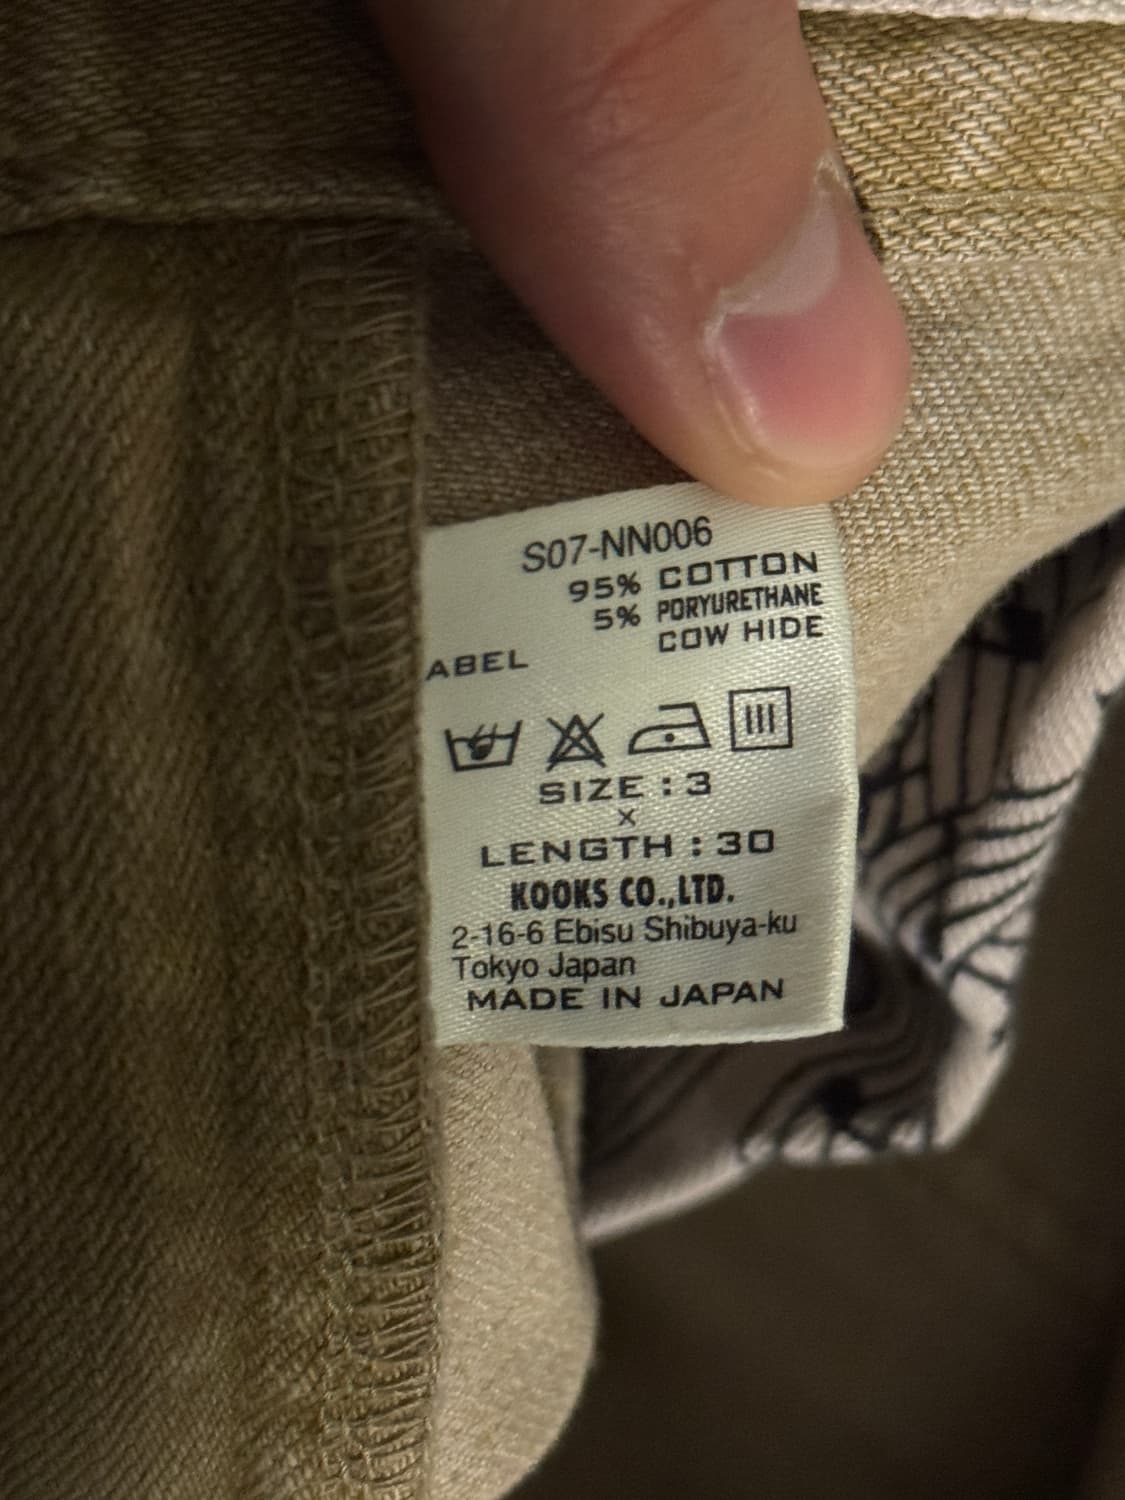 S07-NN006
95% COTTON
5% PORYURETHANE
COW HIDE
ABEL
SIZE : 3
x
LENGTH : 30
KOOKS CO.,LTD.
2-16-6 Ebisu Shibuya-ku
Tokyo Japan
MADE IN JAPAN